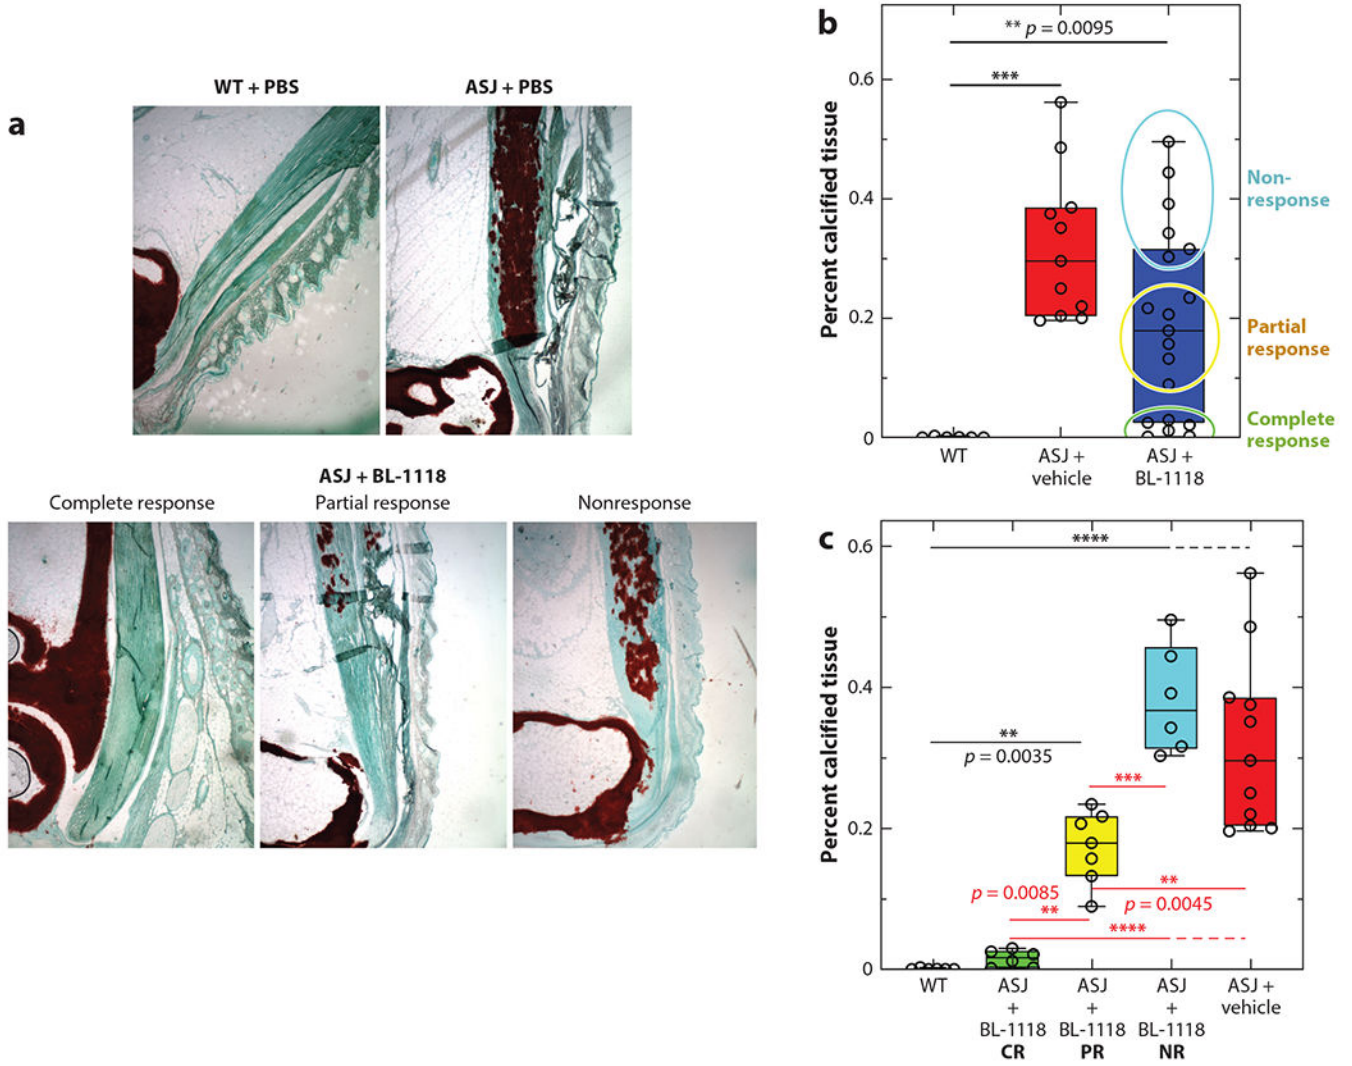 a
WT + PBS
ASJ + PBS
ASJ + BL-1118
Complete response
Partial response
Nonresponse
b
Percent calcified tissue
0.6
0.4
0.2
0
** p = 0.0095
***
Non-
response
Partial
response
Complete
response
WT
ASJ +
vehicle
ASJ +
BL-1118
c
Percent calcified tissue
0.6
0.4
0.2
0
****
**
p = 0.0035
***
**
p = 0.0045
p = 0.0085
**
****
WT
ASJ
+
BL-1118
CR
ASJ
+
BL-1118
PR
ASJ
+
BL-1118
NR
ASJ +
vehicle